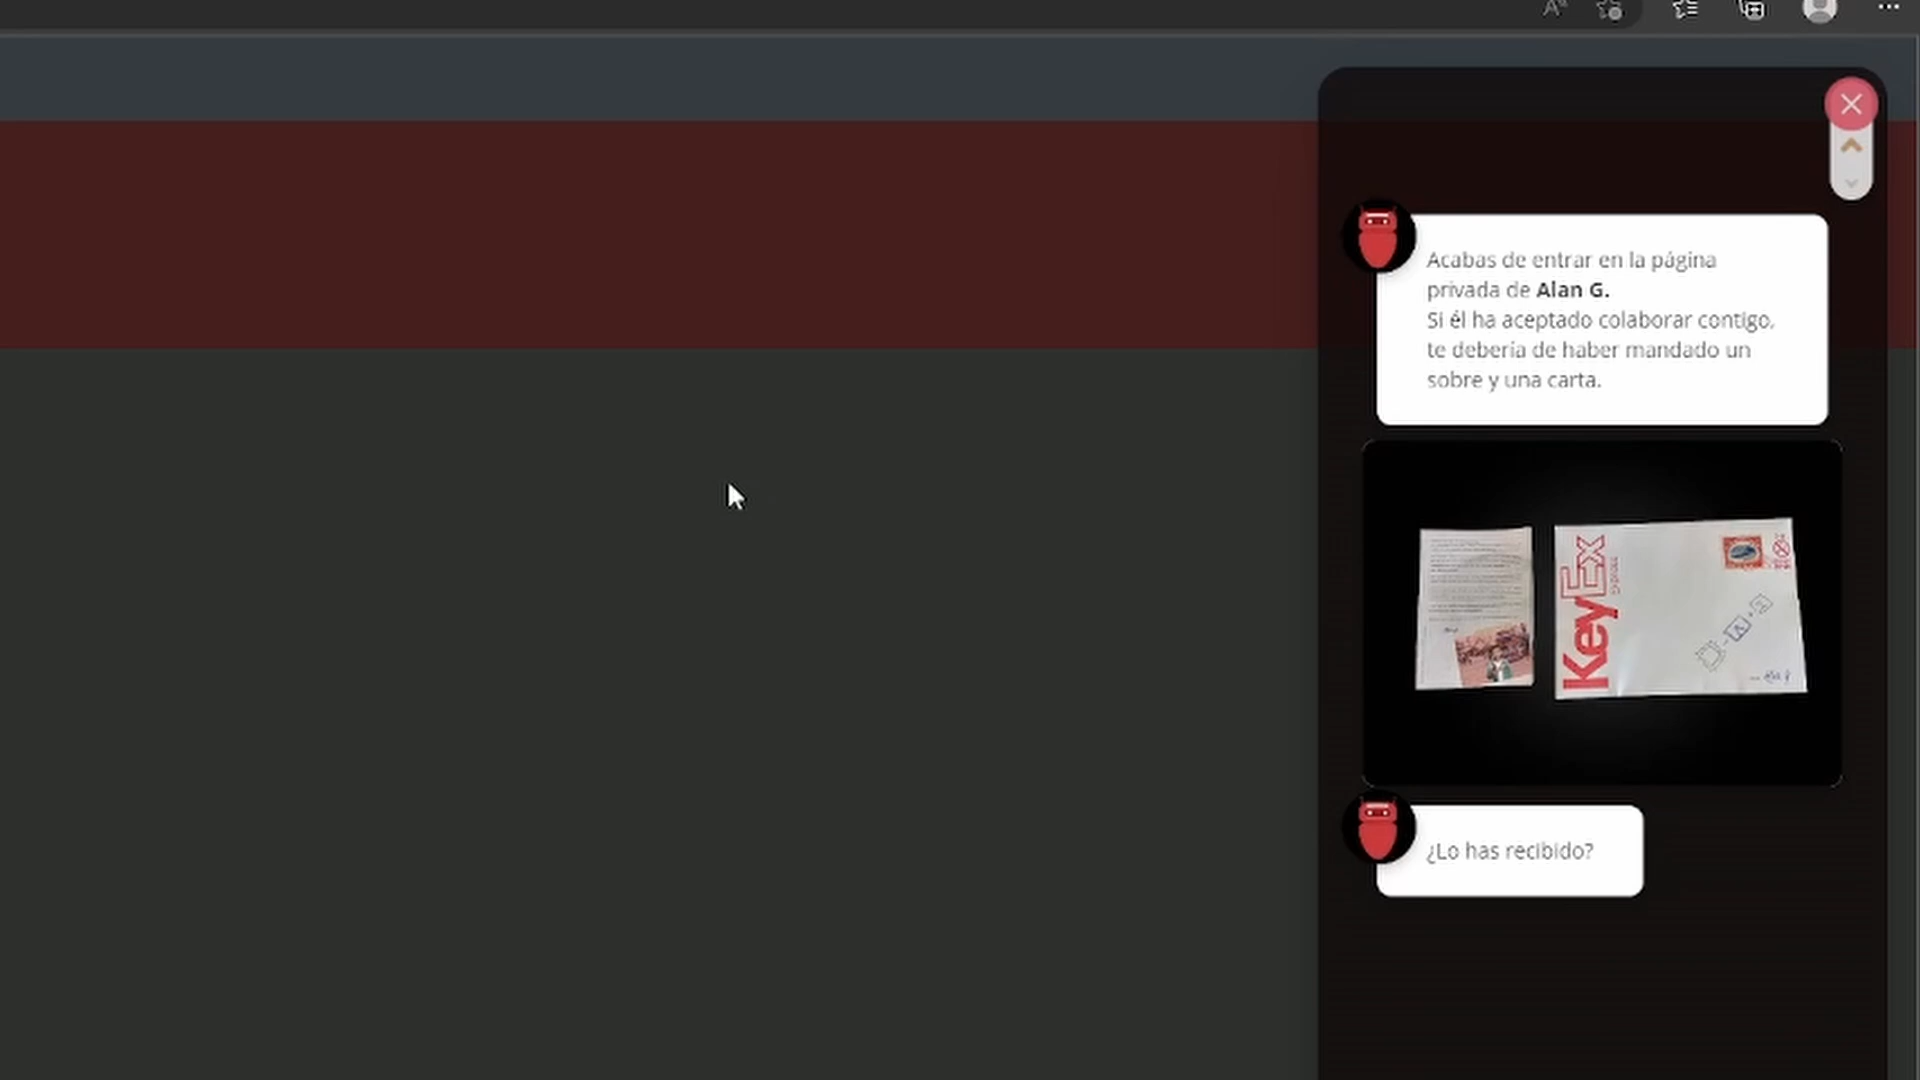 Acabas de entrar en la página
privada de Alan G.
Si él ha aceptado colaborar contigo,
te debería de haber mandado un
sobre y una carta.
KeyEx
¿Lo has recibido?